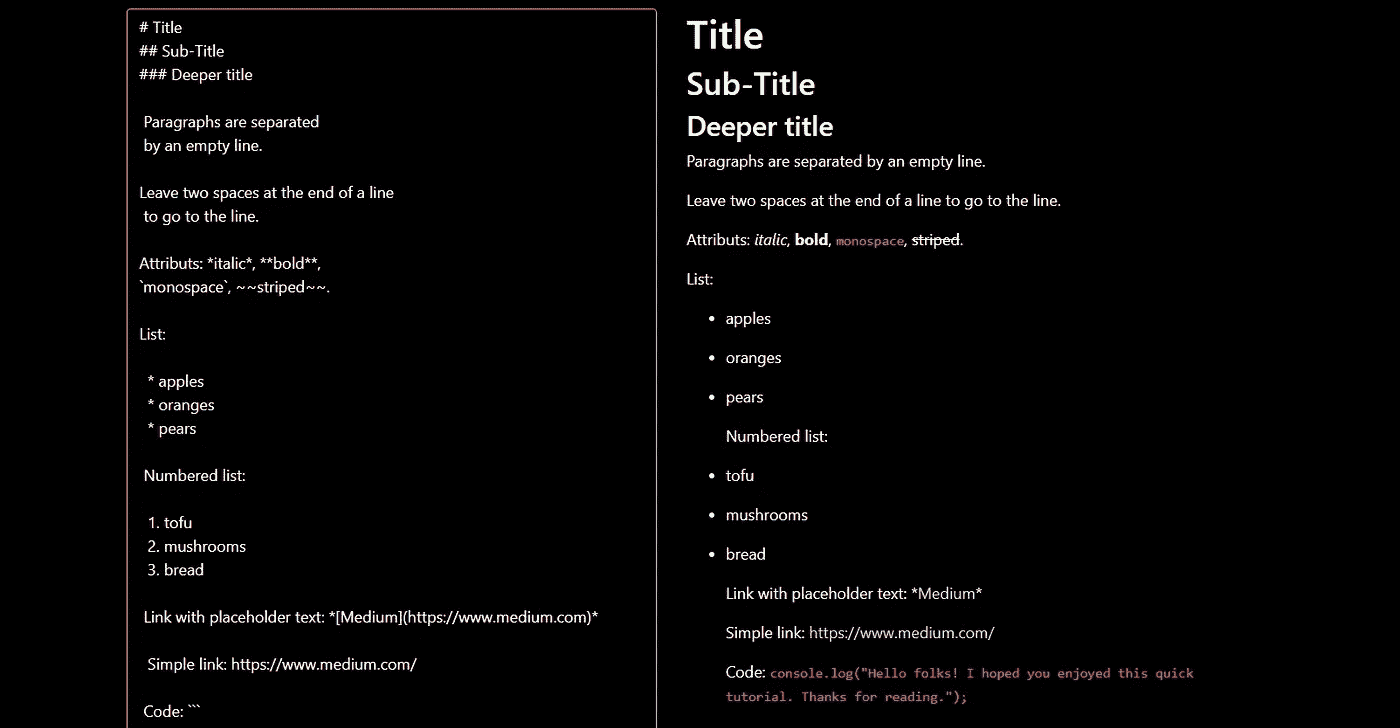 # Title
## Sub-Title
### Deeper title
Paragraphs are separated
by an empty line.
Leave two spaces at the end of a line
to go to the line.
Attributs: *italic*, **bold**,
`monospace`, ~~striped~~.
List:
* apples
* oranges
* pears
Numbered list:
1. tofu
2. mushrooms
3. bread
Link with placeholder text: *[Medium](https://www.medium.com)*
Simple link: https://www.medium.com/
Code: ```
Title
Sub-Title
Deeper title
Paragraphs are separated by an empty line.
Leave two spaces at the end of a line to go to the line.
Attributs: italic, bold, monospace, striped.
List:
• apples
• oranges
• pears
Numbered list:
• tofu
• mushrooms
• bread
Link with placeholder text: *Medium*
Simple link: https://www.medium.com/
Code: console.log("Hello folks! I hoped you enjoyed this quick
tutorial. Thanks for reading.");